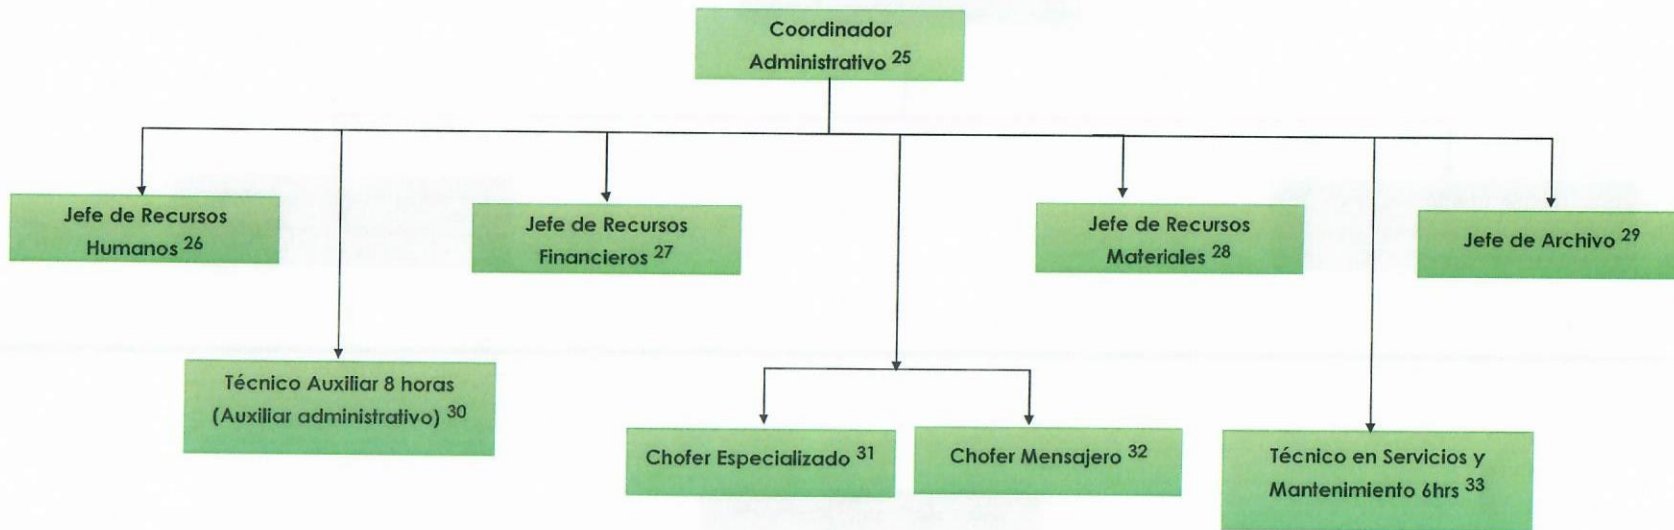 Coordinador
Administrativo 25
Jefe de Recursos
Humanos 26
Jefe de Recursos
Financieros 27
Jefe de Recursos
Materiales 28
Jefe de Archivo 29
Técnico Auxiliar 8 horas
(Auxiliar administrativo) 30
Chofer Especializado 31
Chofer Mensajero 32
Técnico en Servicios y
Mantenimiento 6hrs 33